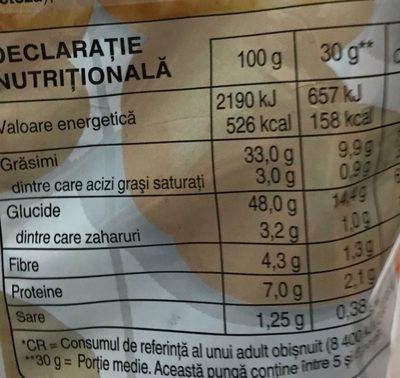 DECLARAȚIE
NUTRIȚIONALĂ
100 g 30 g**
Valoare energetică 2190 kJ 657 kJ
526 kcal 158 kcal
Grăsimi 33,0 g 9,9 g
dintre care acizi grași saturați 3,0 g 0,9 g
Glucide 48,0 g 14,4 g
dintre care zaharuri 3,2 g 1,0 g
Fibre 4,3 g 1,3 g
Proteine 7,0 g 2,1 g
Sare 1,25 g 0,38
*CR = Consumul de referință al unui adult obișnuit (8 400
**30 g = Porție medie. Această pungă conține între 5 și